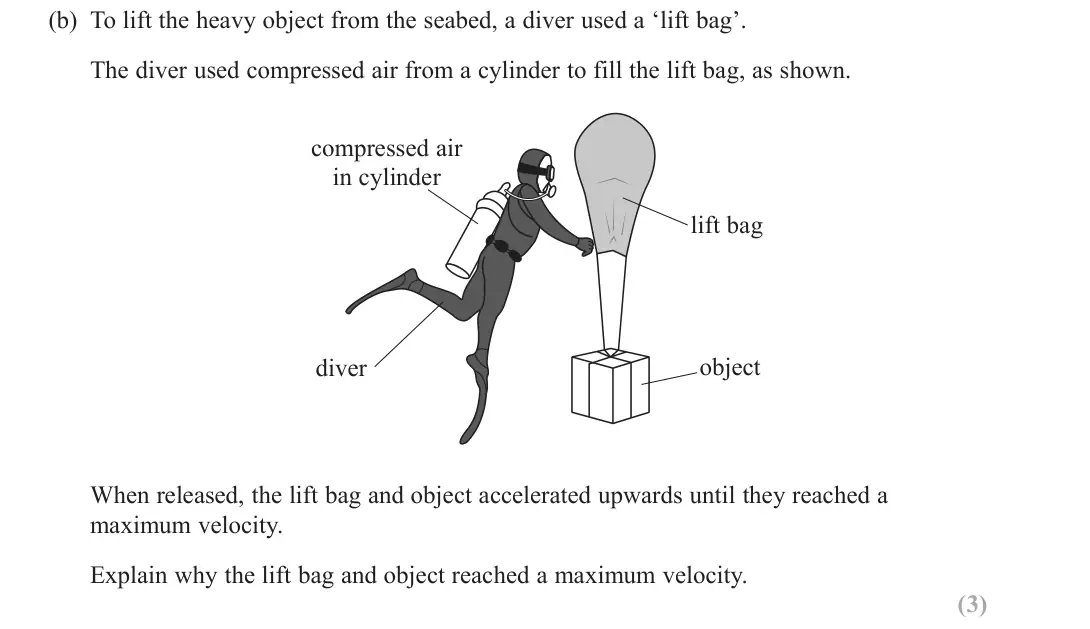 (b) To lift the heavy object from the seabed, a diver used a ‘lift bag’.
The diver used compressed air from a cylinder to fill the lift bag, as shown.
compressed air
in cylinder
lift bag
diver
object
When released, the lift bag and object accelerated upwards until they reached a
maximum velocity.
Explain why the lift bag and object reached a maximum velocity.
(3)